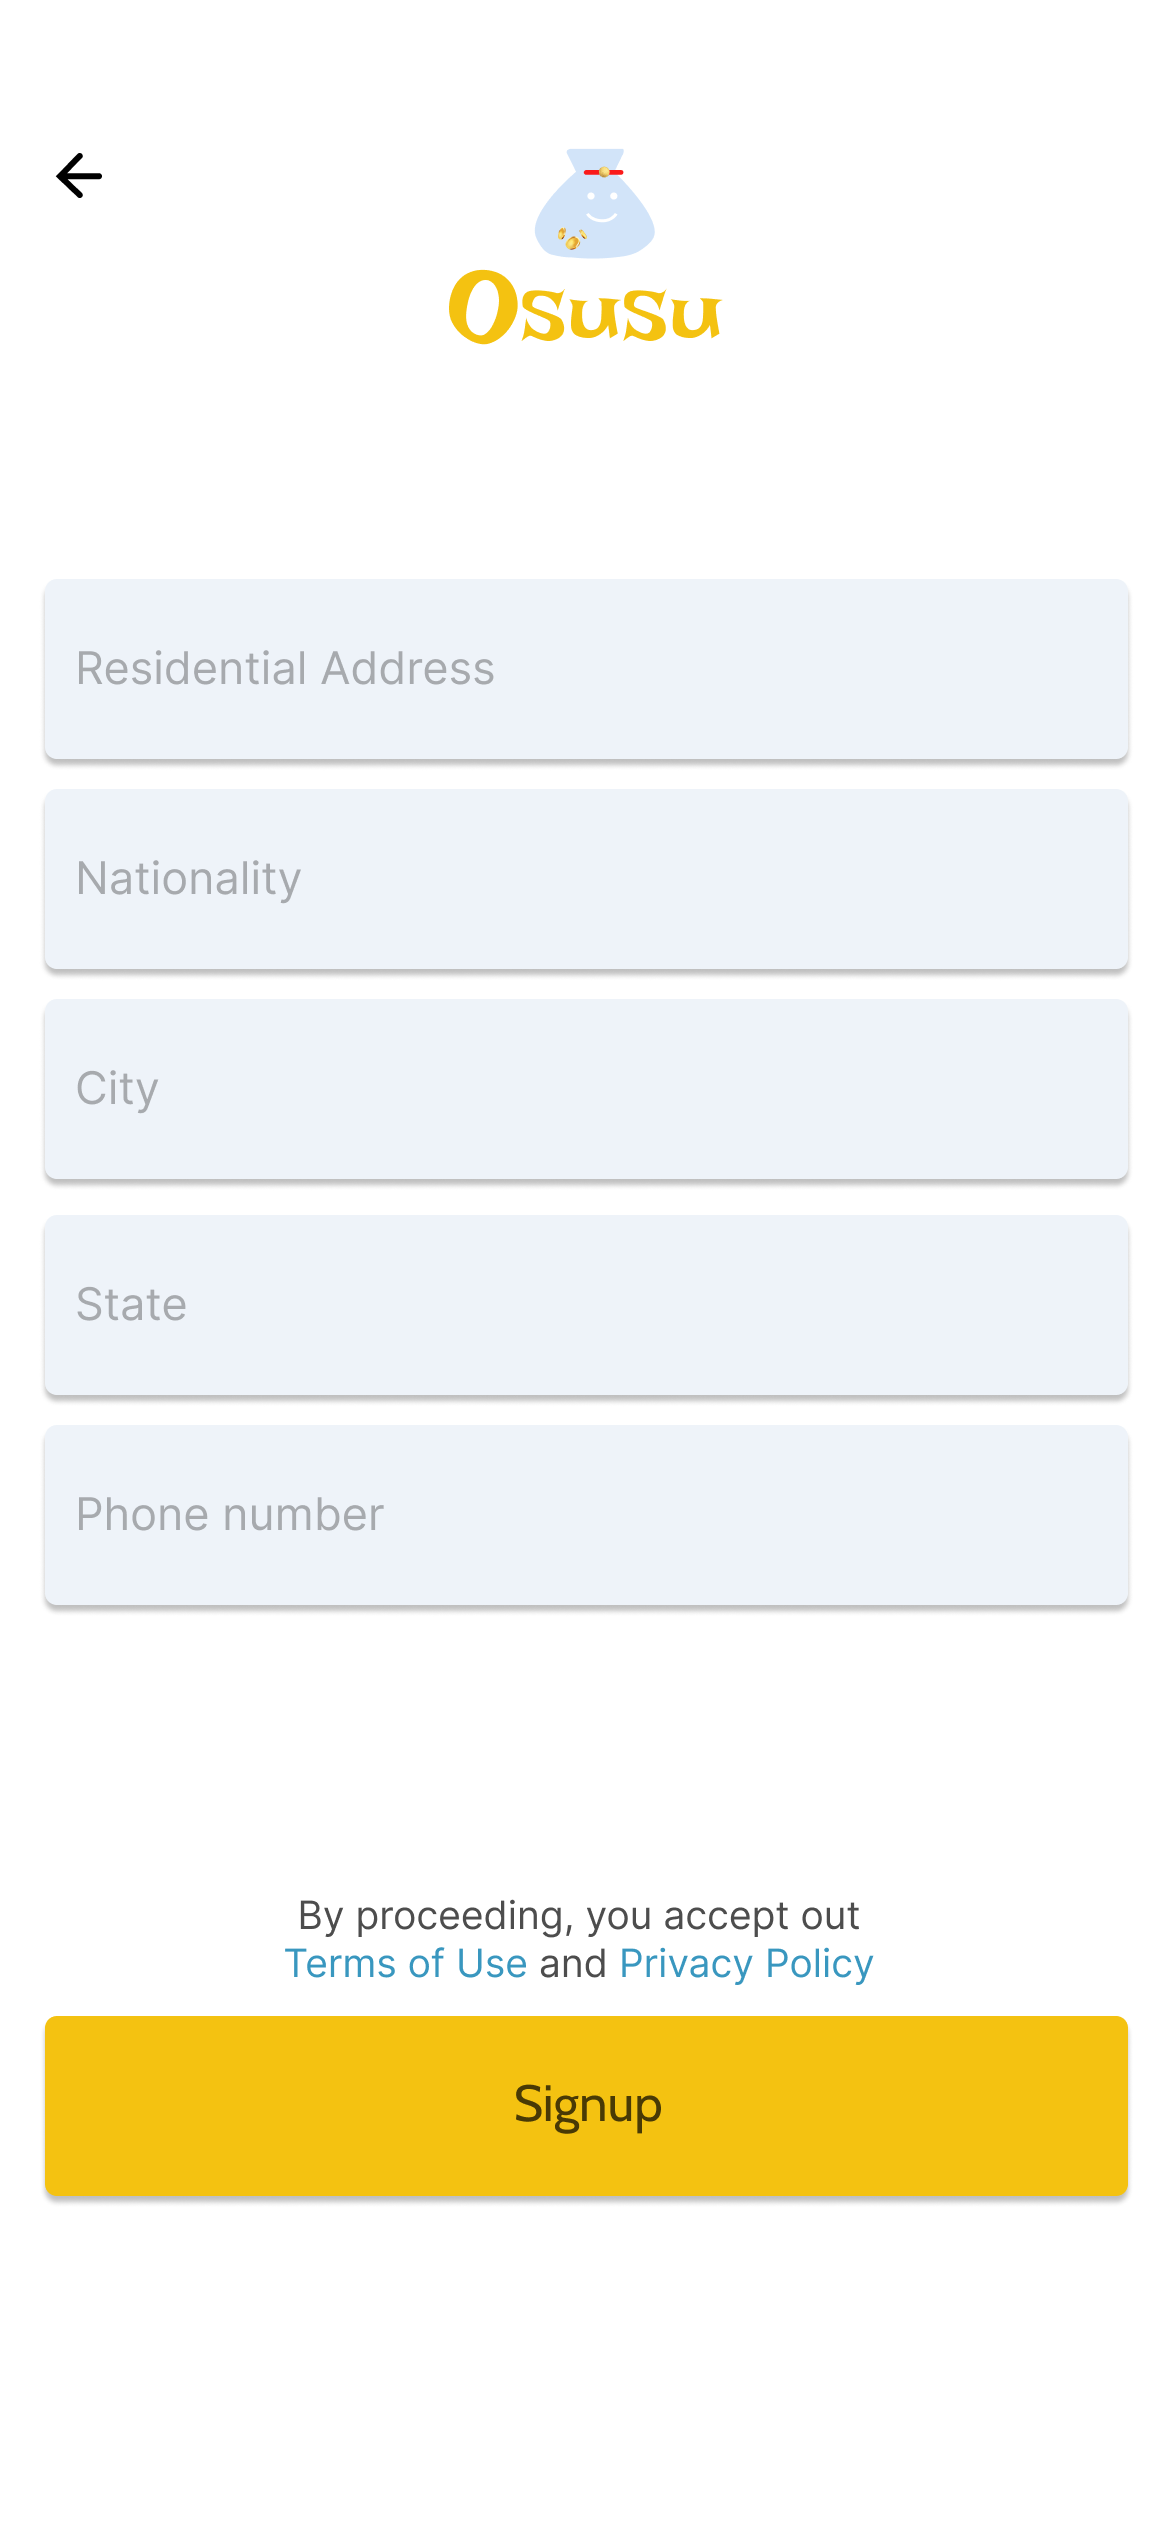 Osusu
Residential Address
Nationality
City
State
Phone number
By proceeding, you accept out
Terms of Use and Privacy Policy
Signup